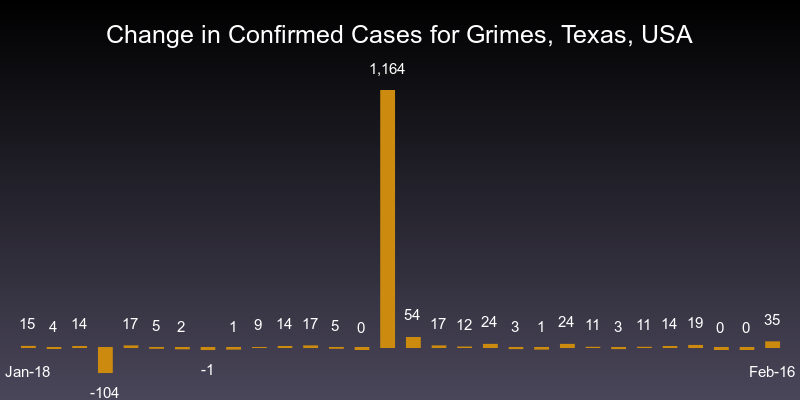 Change in Confirmed Cases for Grimes, Texas, USA
1,164
15 4 14 17 5 2 1 9 14 17 5 0 54 17 12 24 3 1 24 11 3 11 14 19 0 0 35
Jan-18 -1 Feb-16
-104